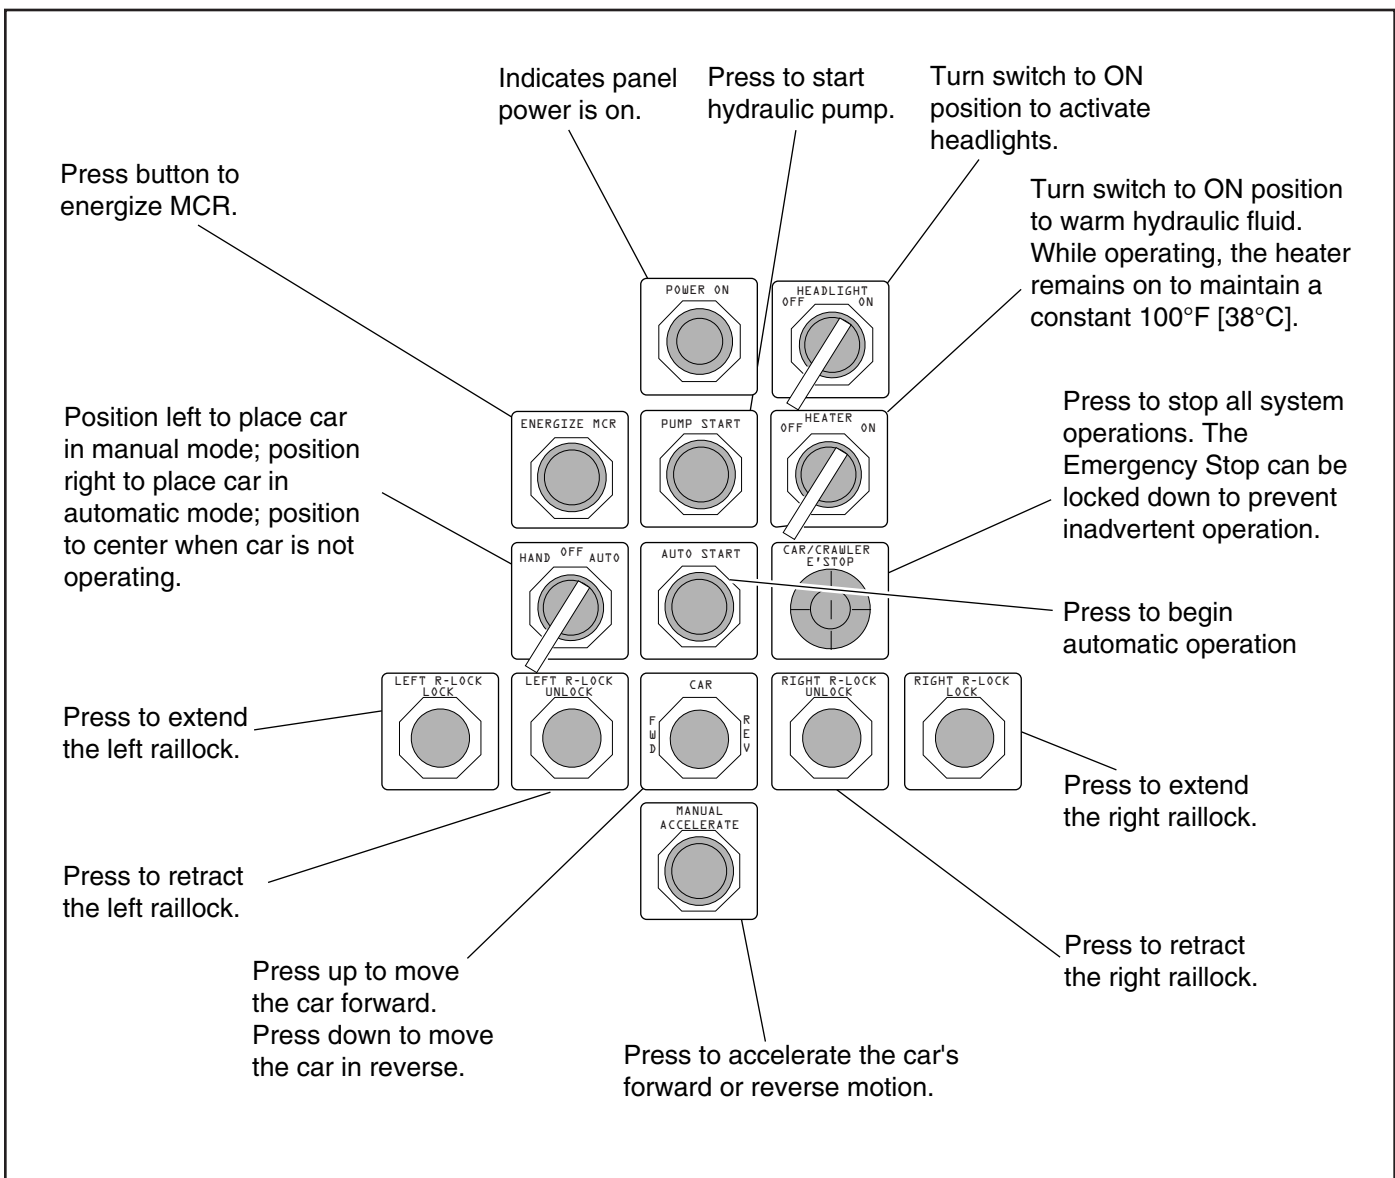 Indicates panel
power is on.
Press to start
hydraulic pump.
Turn switch to ON
position to activate
headlights.
Press button to
energize MCR.
Turn switch to ON position
to warm hydraulic fluid.
While operating, the heater
remains on to maintain a
constant 100°F [38°C].
POWER ON
HEADLIGHT
OFF ON
Position left to place car
in manual mode; position
right to place car in
automatic mode; position
to center when car is not
operating.
ENERGIZE MCR
PUMP START
HEATER
OFF ON
Press to stop all system
operations. The
Emergency Stop can be
locked down to prevent
inadvertent operation.
HAND OFF AUTO
AUTO START
CAR/CRAWLER
E'STOP
Press to begin
automatic operation
LEFT R-LOCK
LOCK
LEFT R-LOCK
UNLOCK
CAR
FWD
REV
RIGHT R-LOCK
UNLOCK
RIGHT R-LOCK
LOCK
Press to extend
the left raillock.
Press to extend
the right raillock.
MANUAL
ACCELERATE
Press to retract
the left raillock.
Press to retract
the right raillock.
Press up to move
the car forward.
Press down to move
the car in reverse.
Press to accelerate the car's
forward or reverse motion.